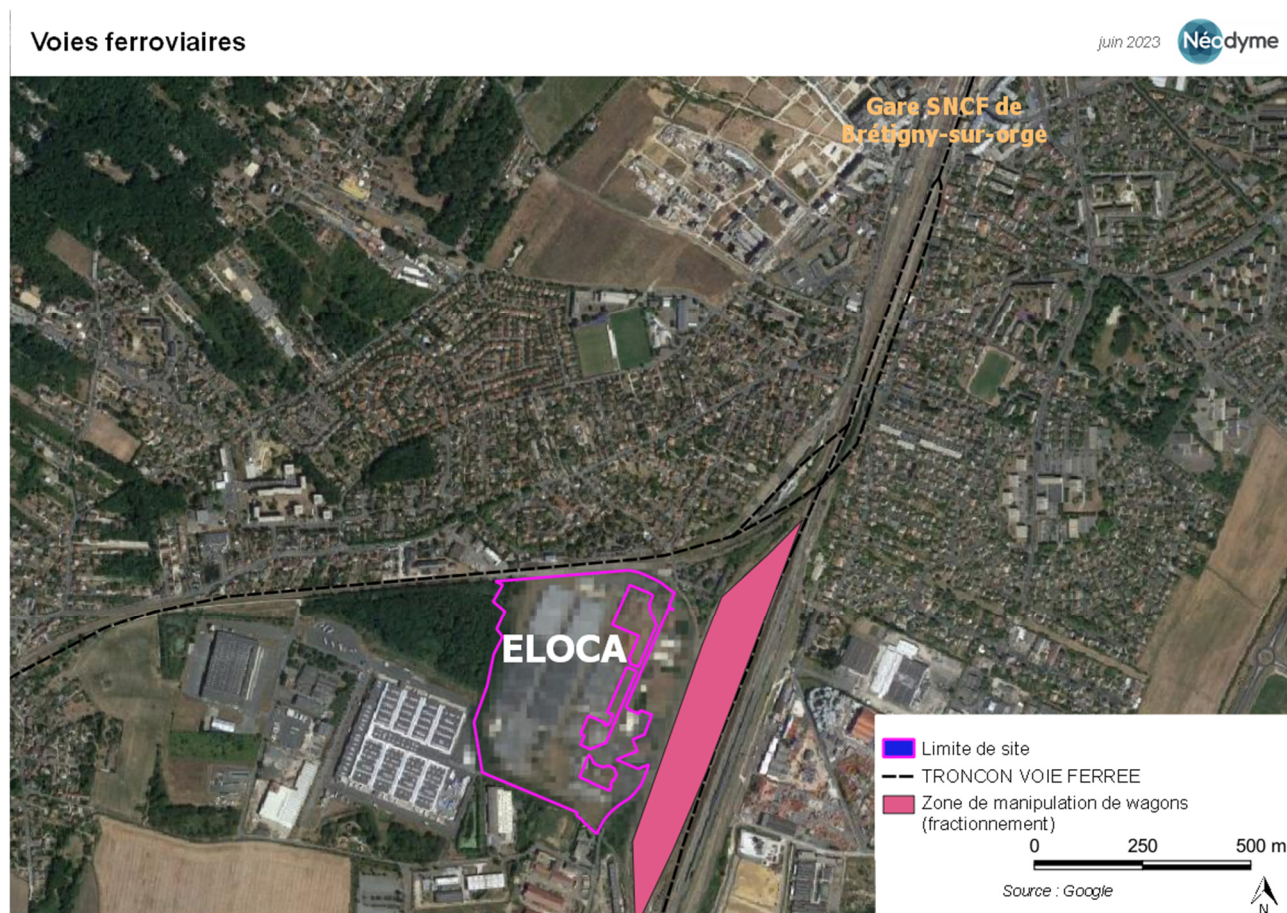 Voies ferroviaires
juin 2023
Néodyme
Gare SNCF de
Brétigny-sur-orge
ELOCA
Limite de site
TRONCON VOIE FERREE
Zone de manipulation de wagons
(fractionnement)
0 250 500 m
Source : Google
N